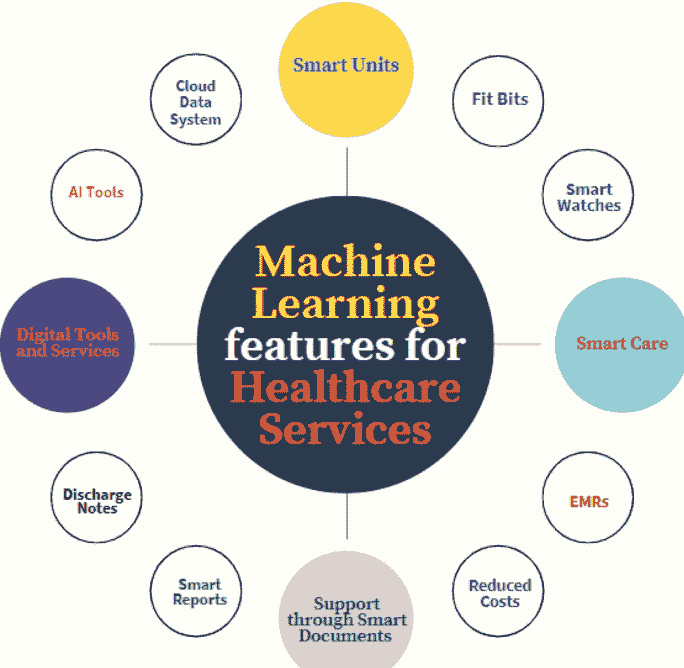 Smart Units
Cloud
Data
System
Fit Bits
AI Tools
Smart
Watches
Machine
Learning
features for
Healthcare
Services
Digital Tools
and Services
Smart Care
Discharge
Notes
EMRs
Smart
Reports
Reduced
Costs
Support
through Smart
Documents